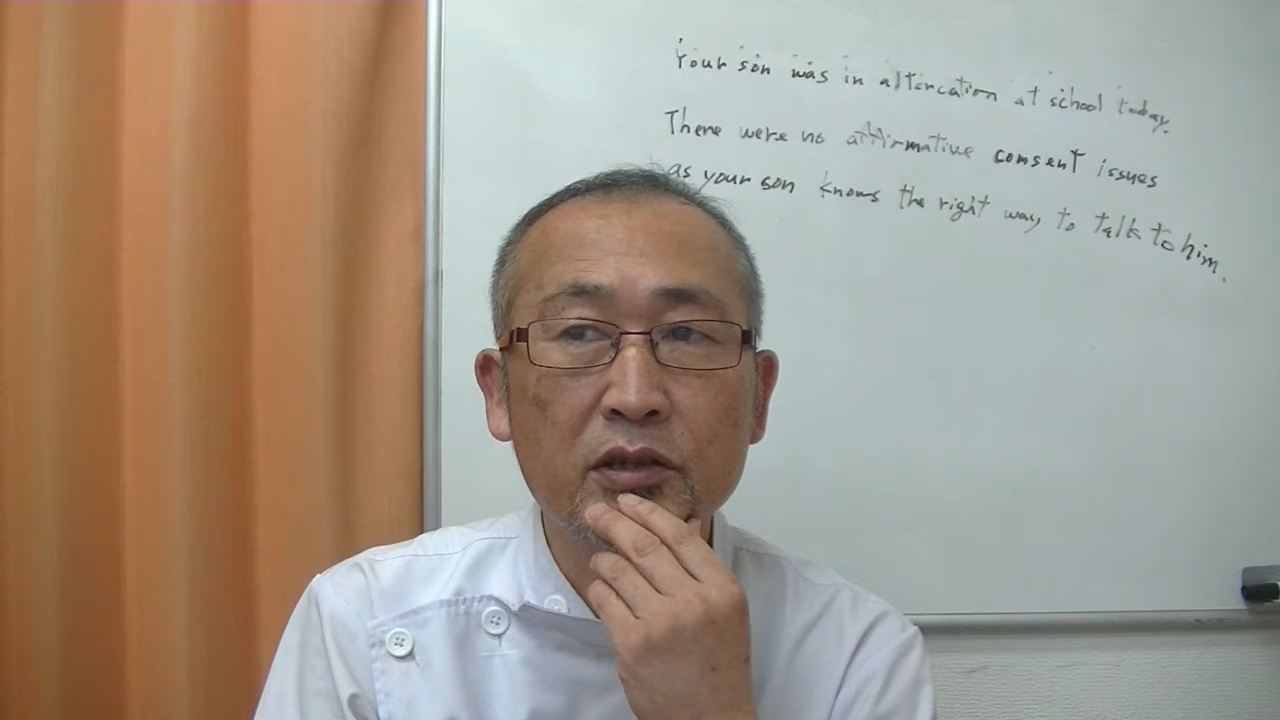 Your son was in altercation at school today.
There were no affirmative consent issues
as your son knows the right way to talk to him.